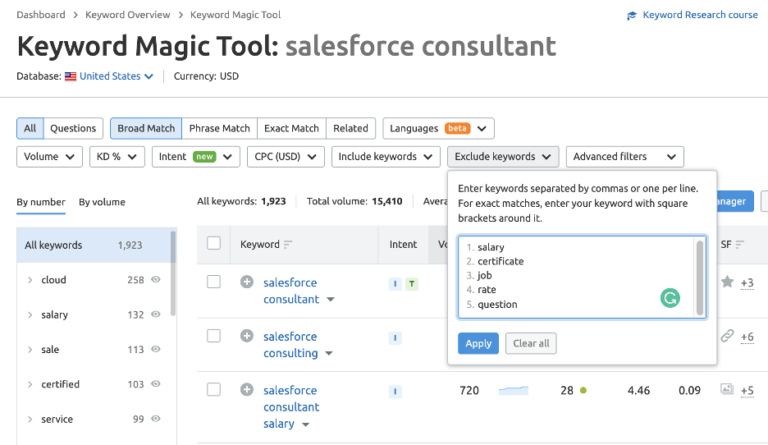 Dashboard > Keyword Overview > Keyword Magic Tool
Keyword Research course
Keyword Magic Tool: salesforce consultant
Database: United States Currency: USD
All Questions Broad Match Phrase Match Exact Match Related Languages beta
Volume KD % Intent new CPC (USD) Include keywords Exclude keywords Advanced filters
Enter keywords separated by commas or one per line.
For exact matches, enter your keyword with square
brackets around it.
1. salary
2. certificate
3. job
4. rate
5. question
Apply Clear all
By number By volume
All keywords: 1,923 Total volume: 15,410
All keywords 1,923
> cloud 258
> salary 132
> sale 113
> certified 103
> service 99
Keyword Intent SF
salesforce
consultant
I T +3
salesforce
consulting
I +6
salesforce
consultant
salary
I 720 28 4.46 0.09 +5